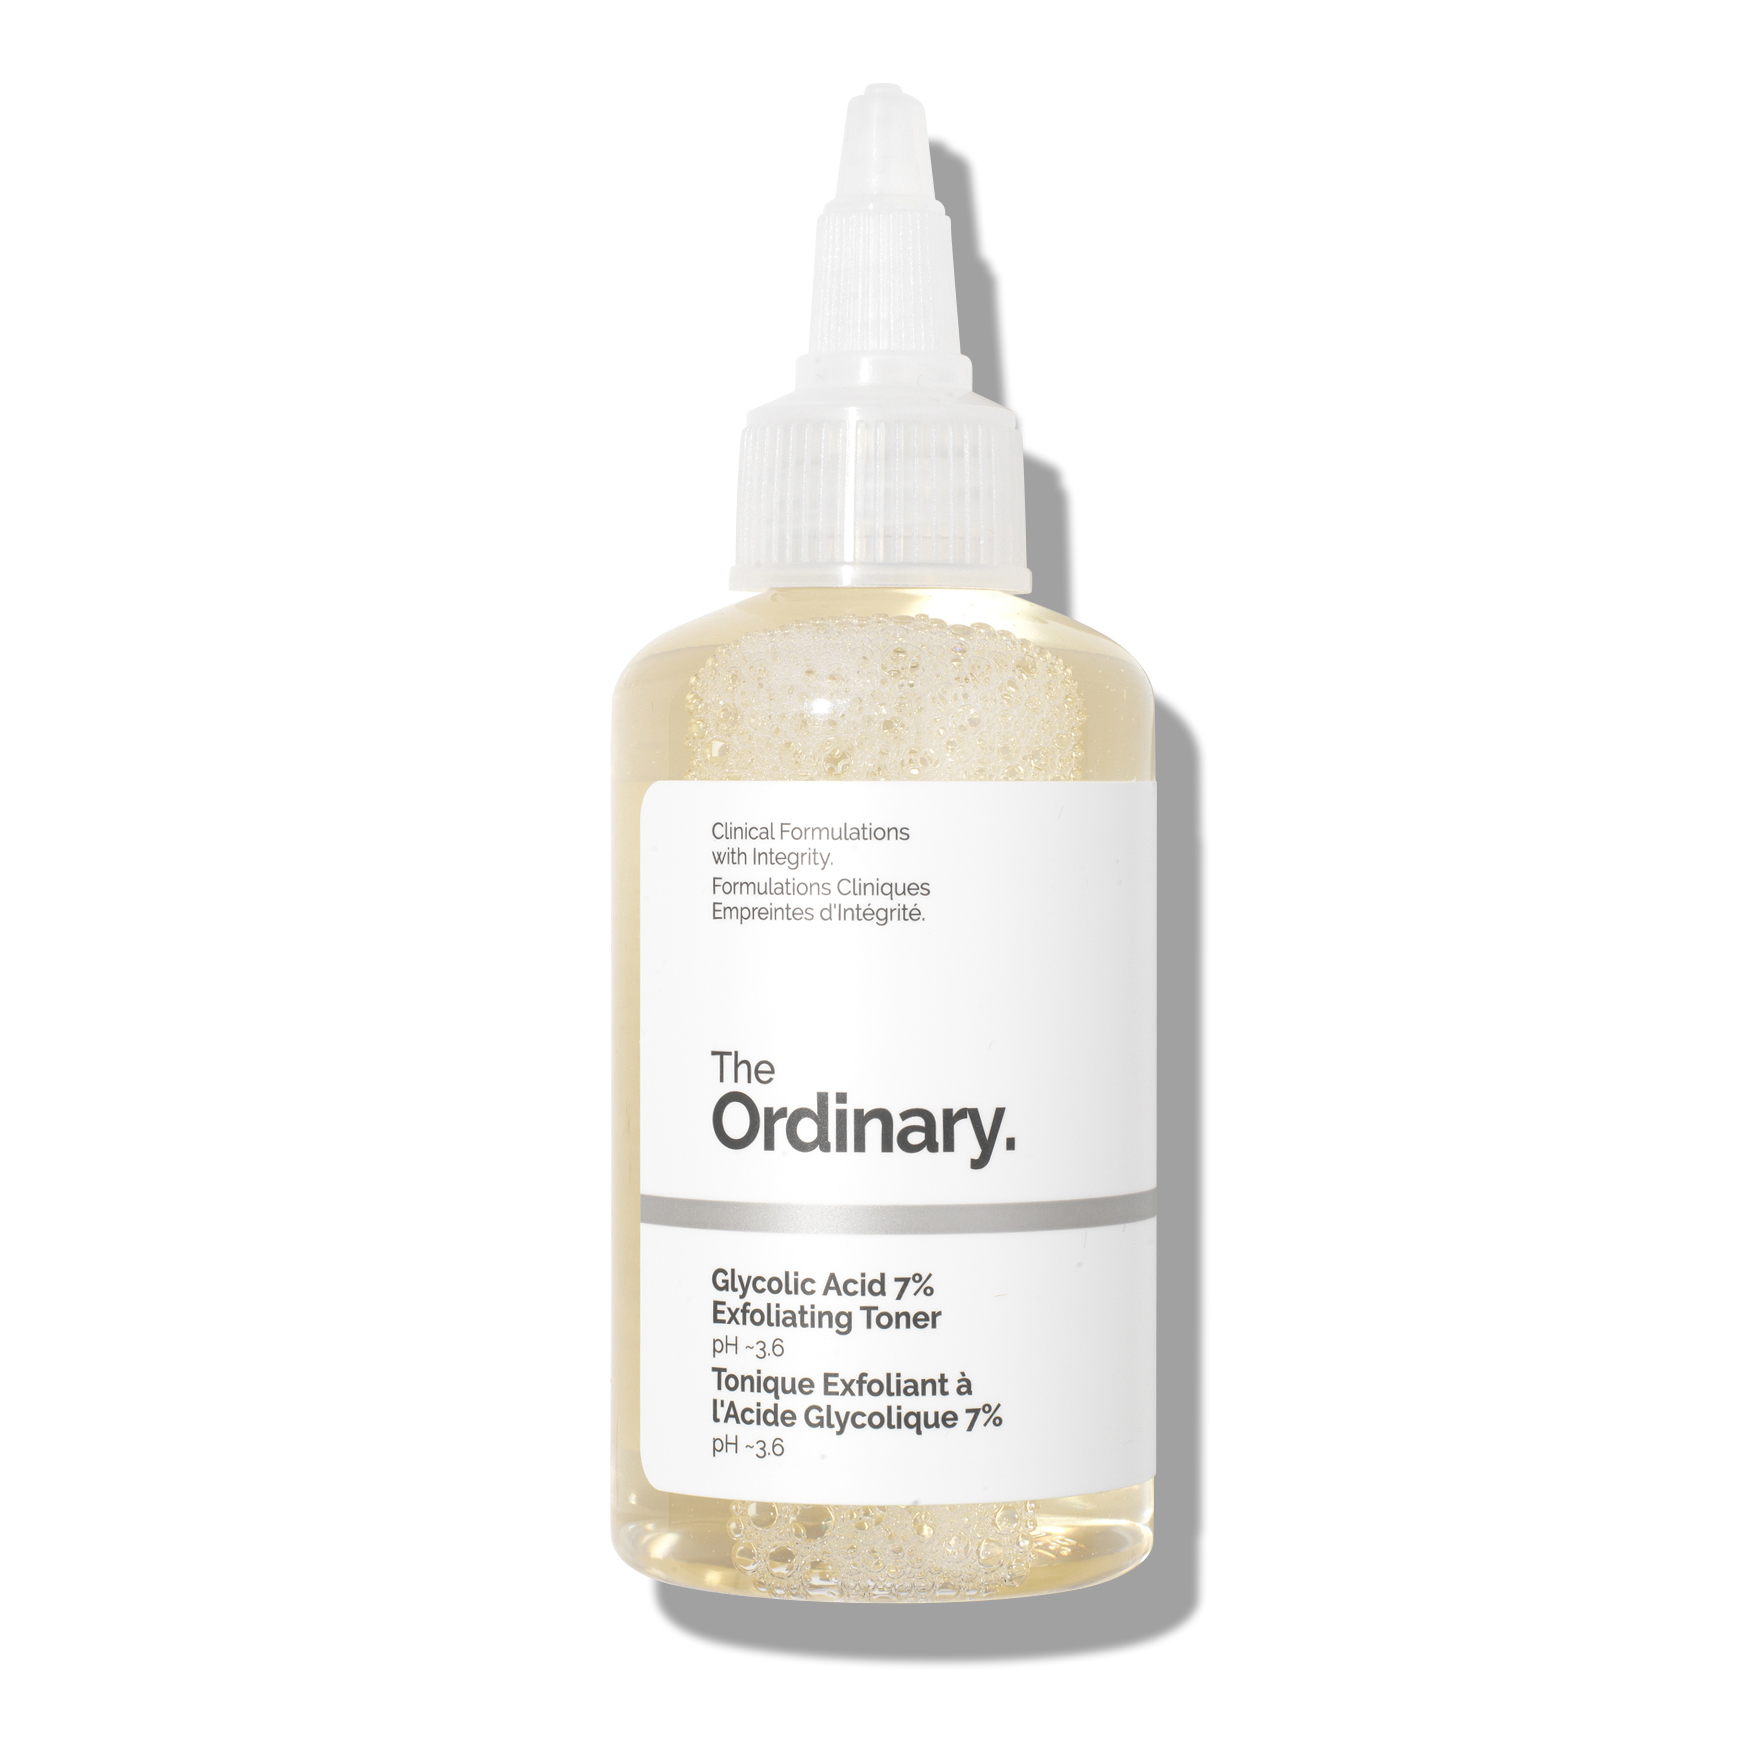 Clinical Formulations
with Integrity.
Formulations Cliniques
Empreintes d'Intégrité.
The
Ordinary.
Glycolic Acid 7%
Exfoliating Toner
pH ~3.6
Tonique Exfoliant à
l'Acide Glycolique 7%
pH ~3.6